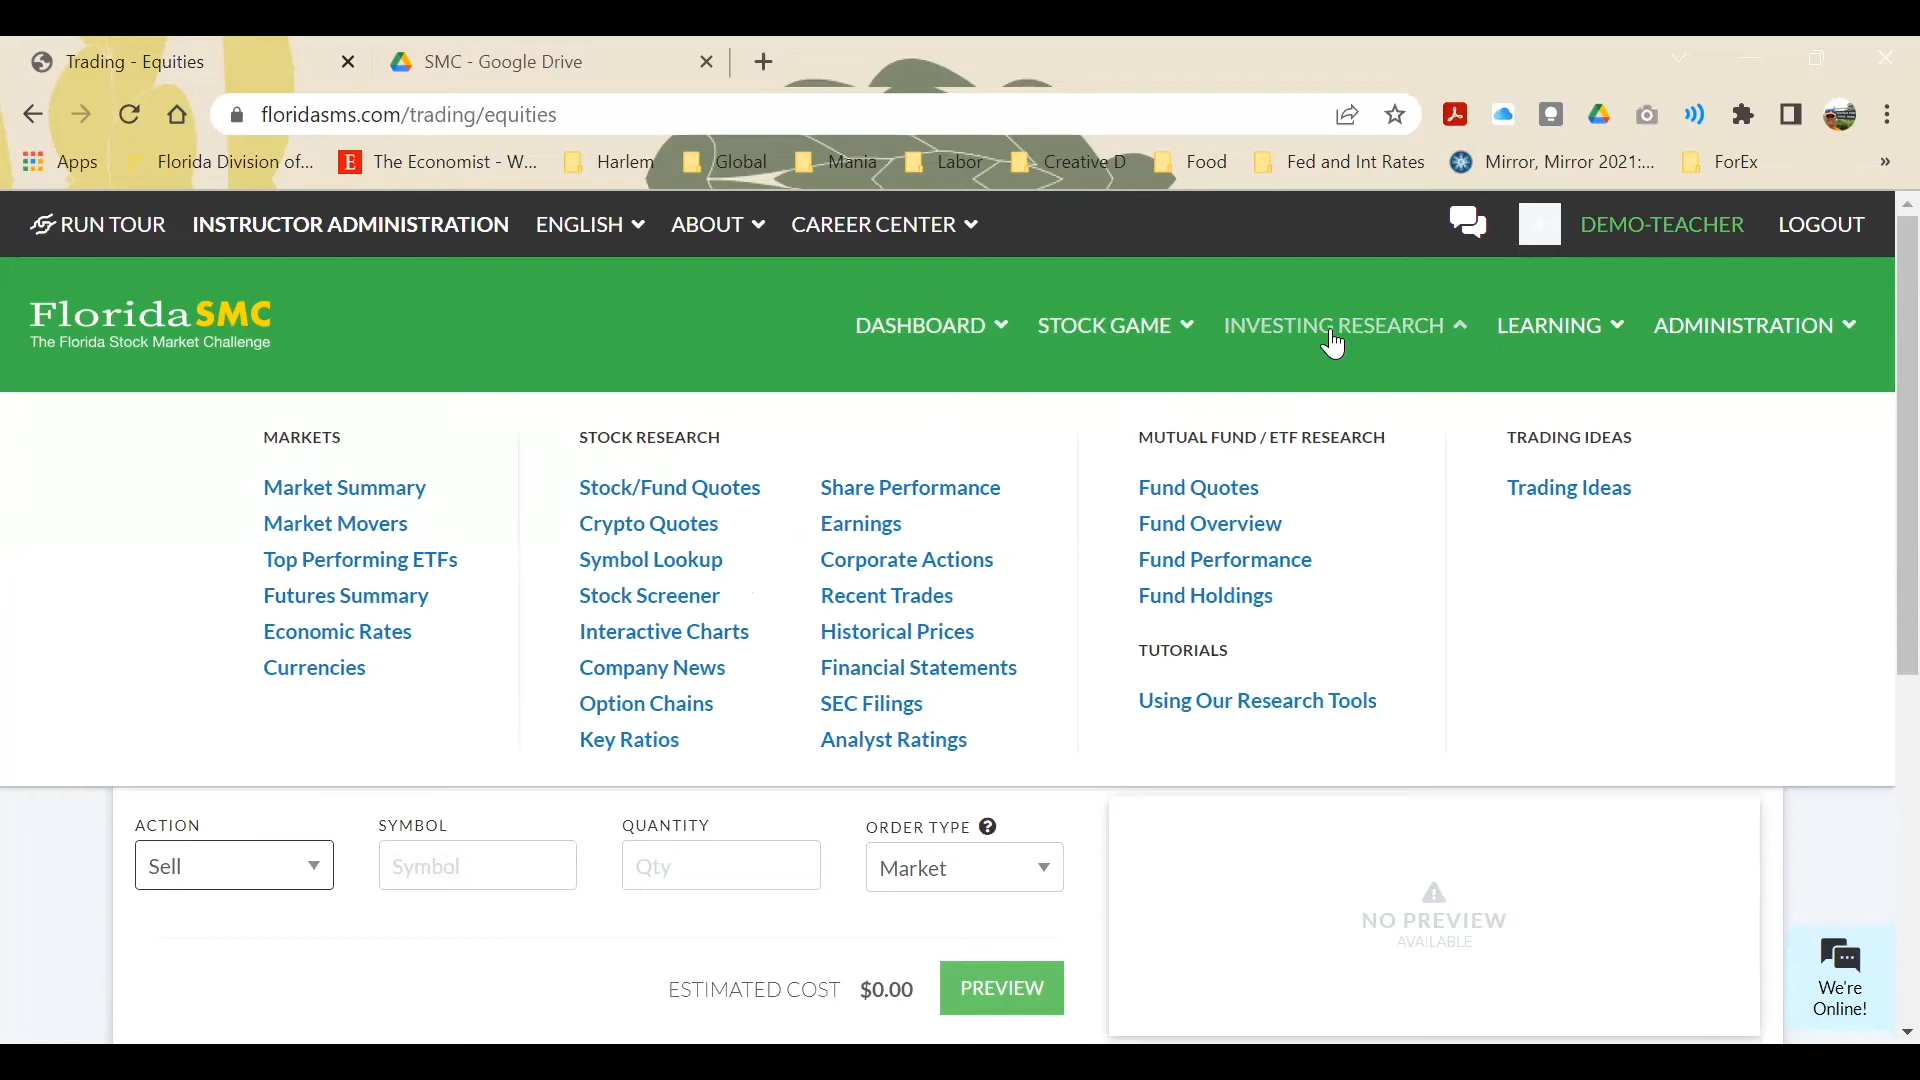 Trading - Equities
SMC - Google Drive
floridasms.com/trading/equities
Apps
Florida Division of...
The Economist - W...
Harlem
Global
Mania
Labor
Creative D
Food
Fed and Int Rates
Mirror, Mirror 2021:...
ForEx
»
RUN TOUR
INSTRUCTOR ADMINISTRATION
ENGLISH
ABOUT
CAREER CENTER
DEMO-TEACHER
LOGOUT
FloridaSMC
The Florida Stock Market Challenge
DASHBOARD
STOCK GAME
INVESTING RESEARCH
LEARNING
ADMINISTRATION
MARKETS
Market Summary
Market Movers
Top Performing ETFs
Futures Summary
Economic Rates
Currencies
STOCK RESEARCH
Stock/Fund Quotes
Crypto Quotes
Symbol Lookup
Stock Screener
Interactive Charts
Company News
Option Chains
Key Ratios
Share Performance
Earnings
Corporate Actions
Recent Trades
Historical Prices
Financial Statements
SEC Filings
Analyst Ratings
MUTUAL FUND / ETF RESEARCH
Fund Quotes
Fund Overview
Fund Performance
Fund Holdings
TUTORIALS
Using Our Research Tools
TRADING IDEAS
Trading Ideas
ACTION
Sell
SYMBOL
Symbol
QUANTITY
Qty
ORDER TYPE ?
Market
ESTIMATED COST $0.00
PREVIEW
NO PREVIEW
AVAILABLE
We're
Online!